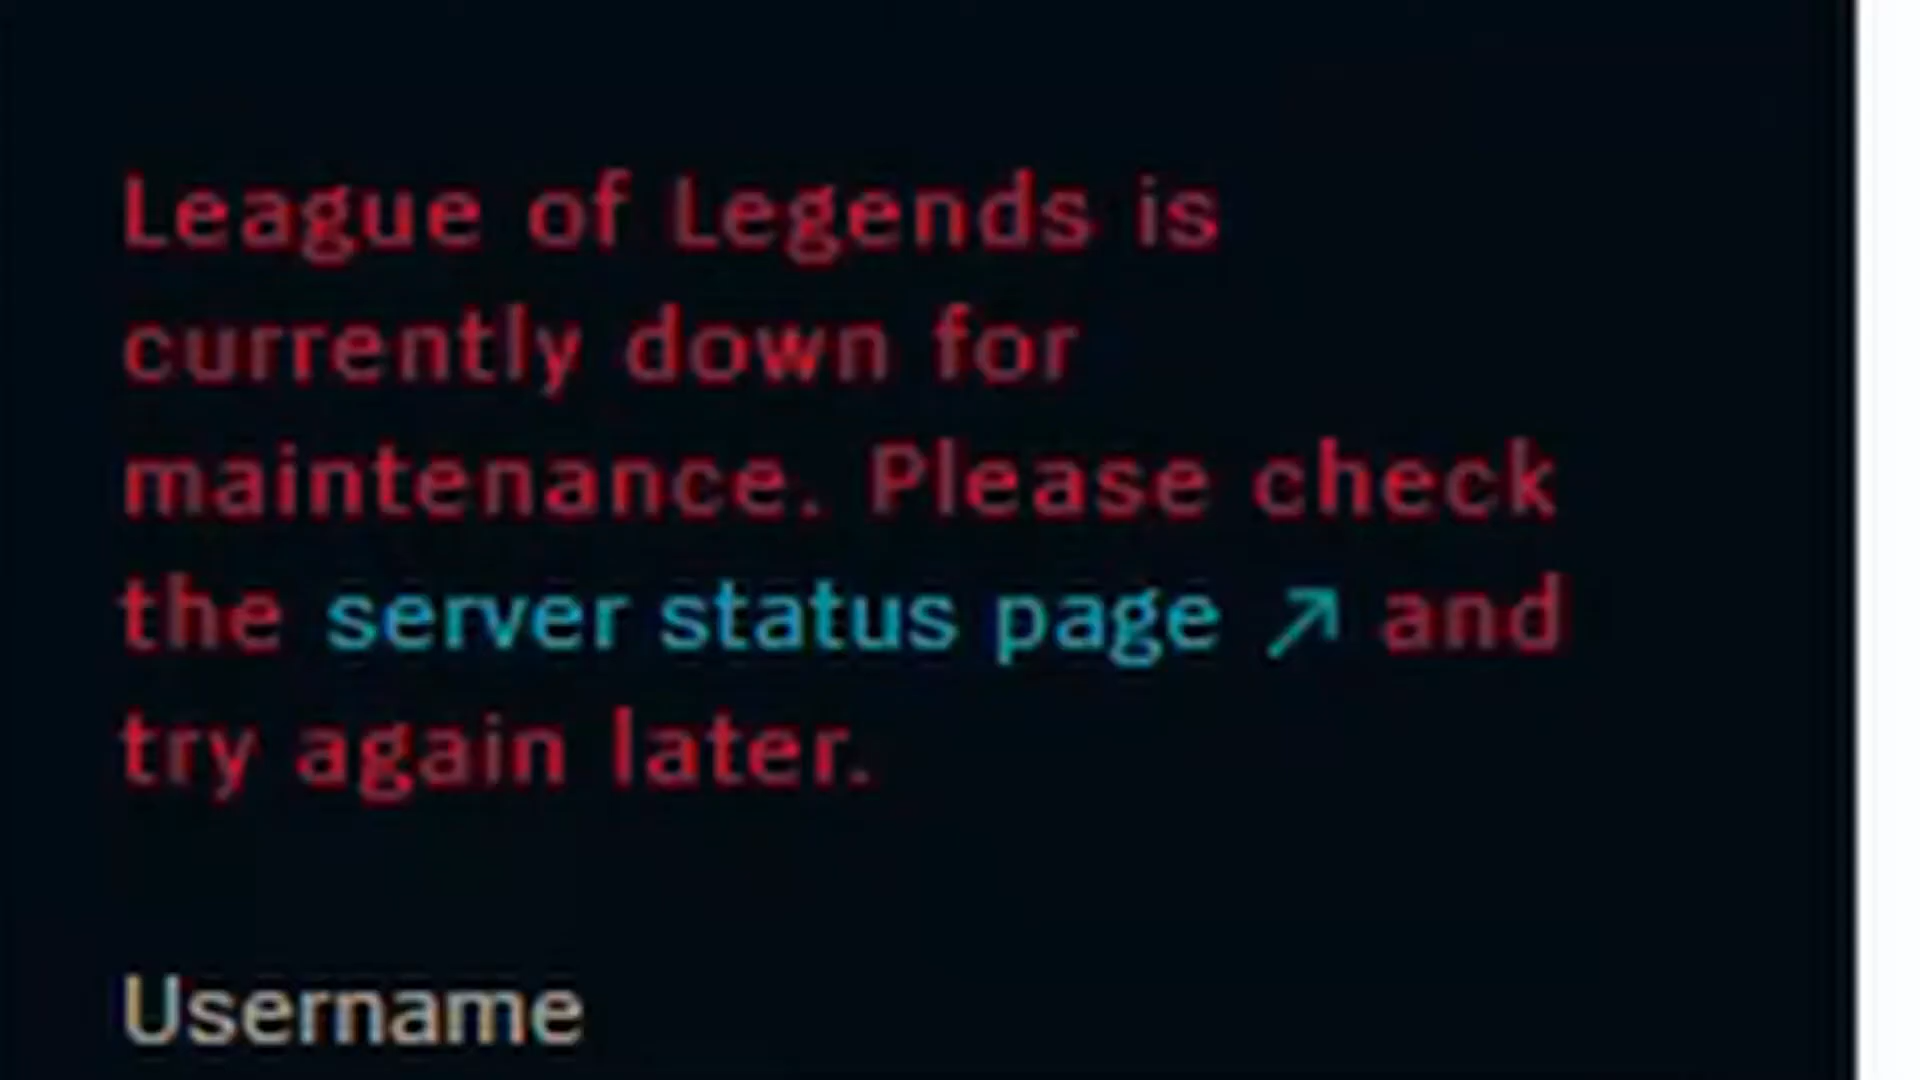 League of Legends is
currently down for
maintenance. Please check
the server status page ↗ and
try again later.
Username